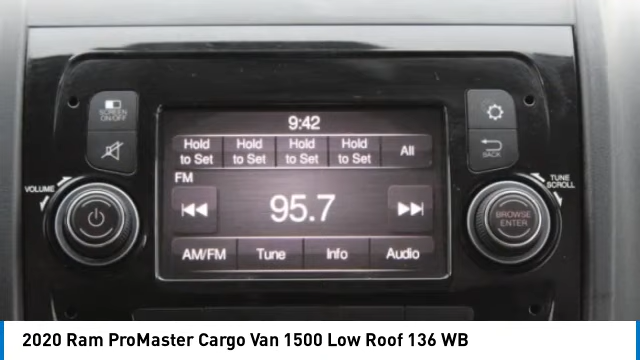 SCREEN
ON/OFF
9:42
Hold Hold Hold Hold
to Set to Set to Set to Set All
BACK
FM
VOLUME
TUNE
SCROLL
95.7
BROWSE
ENTER
AM/FM Tune Info Audio
2020 Ram ProMaster Cargo Van 1500 Low Roof 136 WB